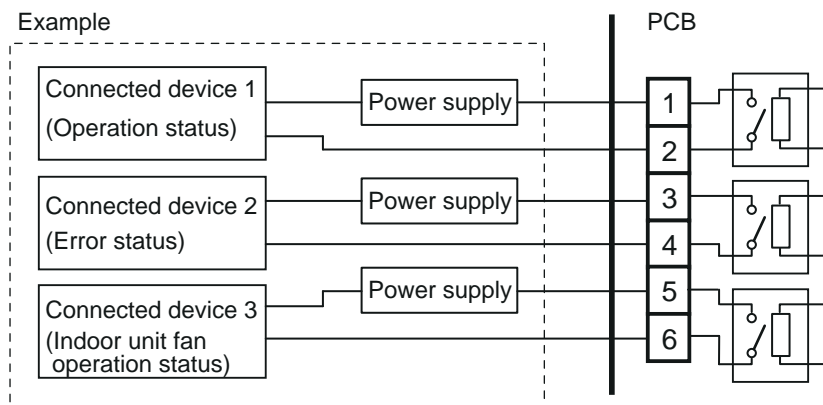 Example
PCB
Connected device 1
(Operation status)
Power supply
1
2
Connected device 2
(Error status)
Power supply
3
4
Connected device 3
(Indoor unit fan
operation status)
Power supply
5
6